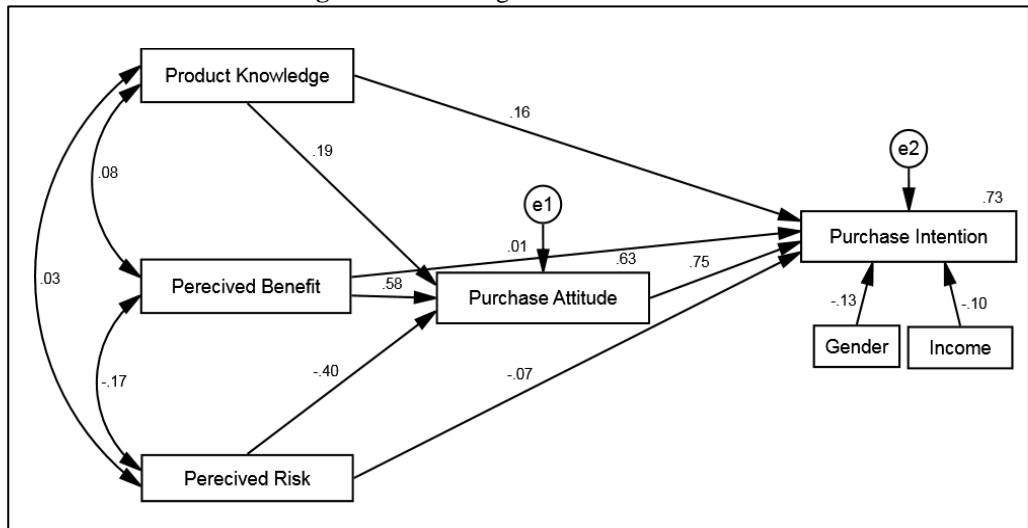 Product Knowledge
.16
.19
e2
.08
e1
.73
Purchase Intention
.01
.63
.75
.03
Perecived Benefit
.58
Purchase Attitude
-.13
-.10
Gender
Income
-.17
-.40
-.07
Perecived Risk